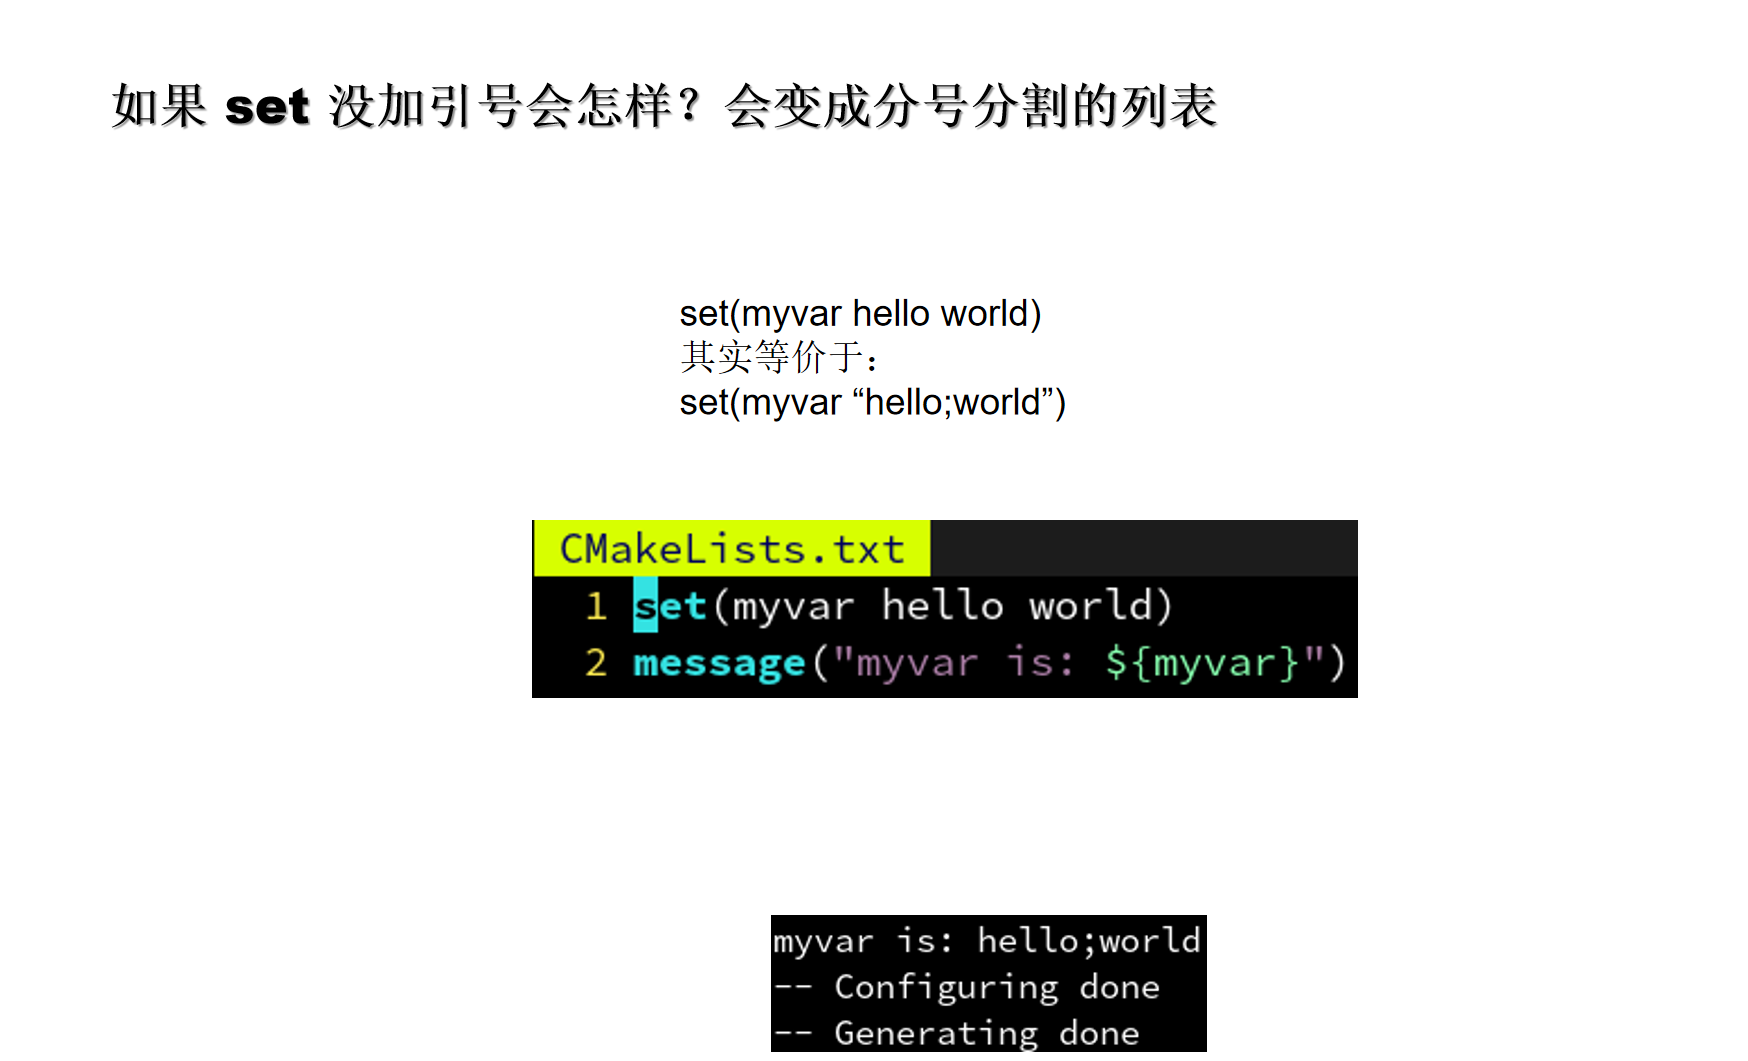 如果 set 没加引号会怎样？会变成分号分割的列表
set(myvar hello world)
其实等价于：
set(myvar “hello;world”)
CMakeLists.txt
1 set(myvar hello world)
2 message("myvar is: ${myvar}")
myvar is: hello;world
-- Configuring done
-- Generating done